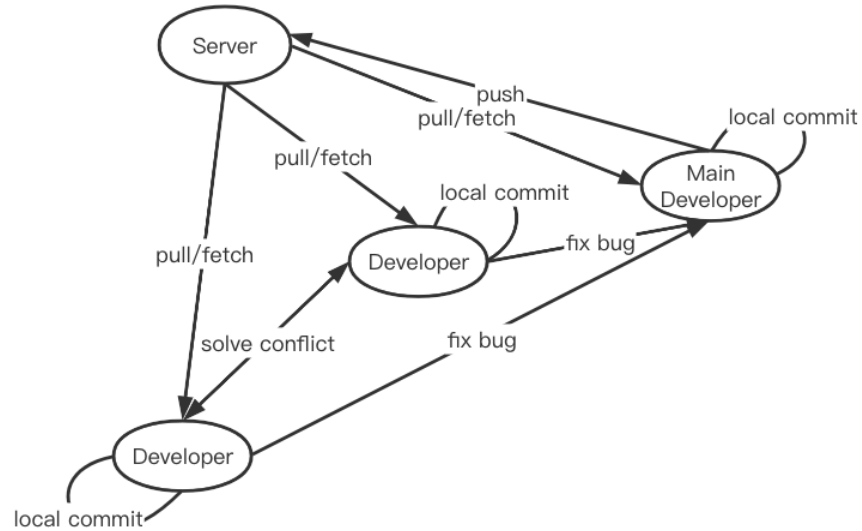 Server
push
pull/fetch
local commit
Main
Developer
pull/fetch
local commit
Developer
fix bug
pull/fetch
solve conflict
fix bug
Developer
local commit